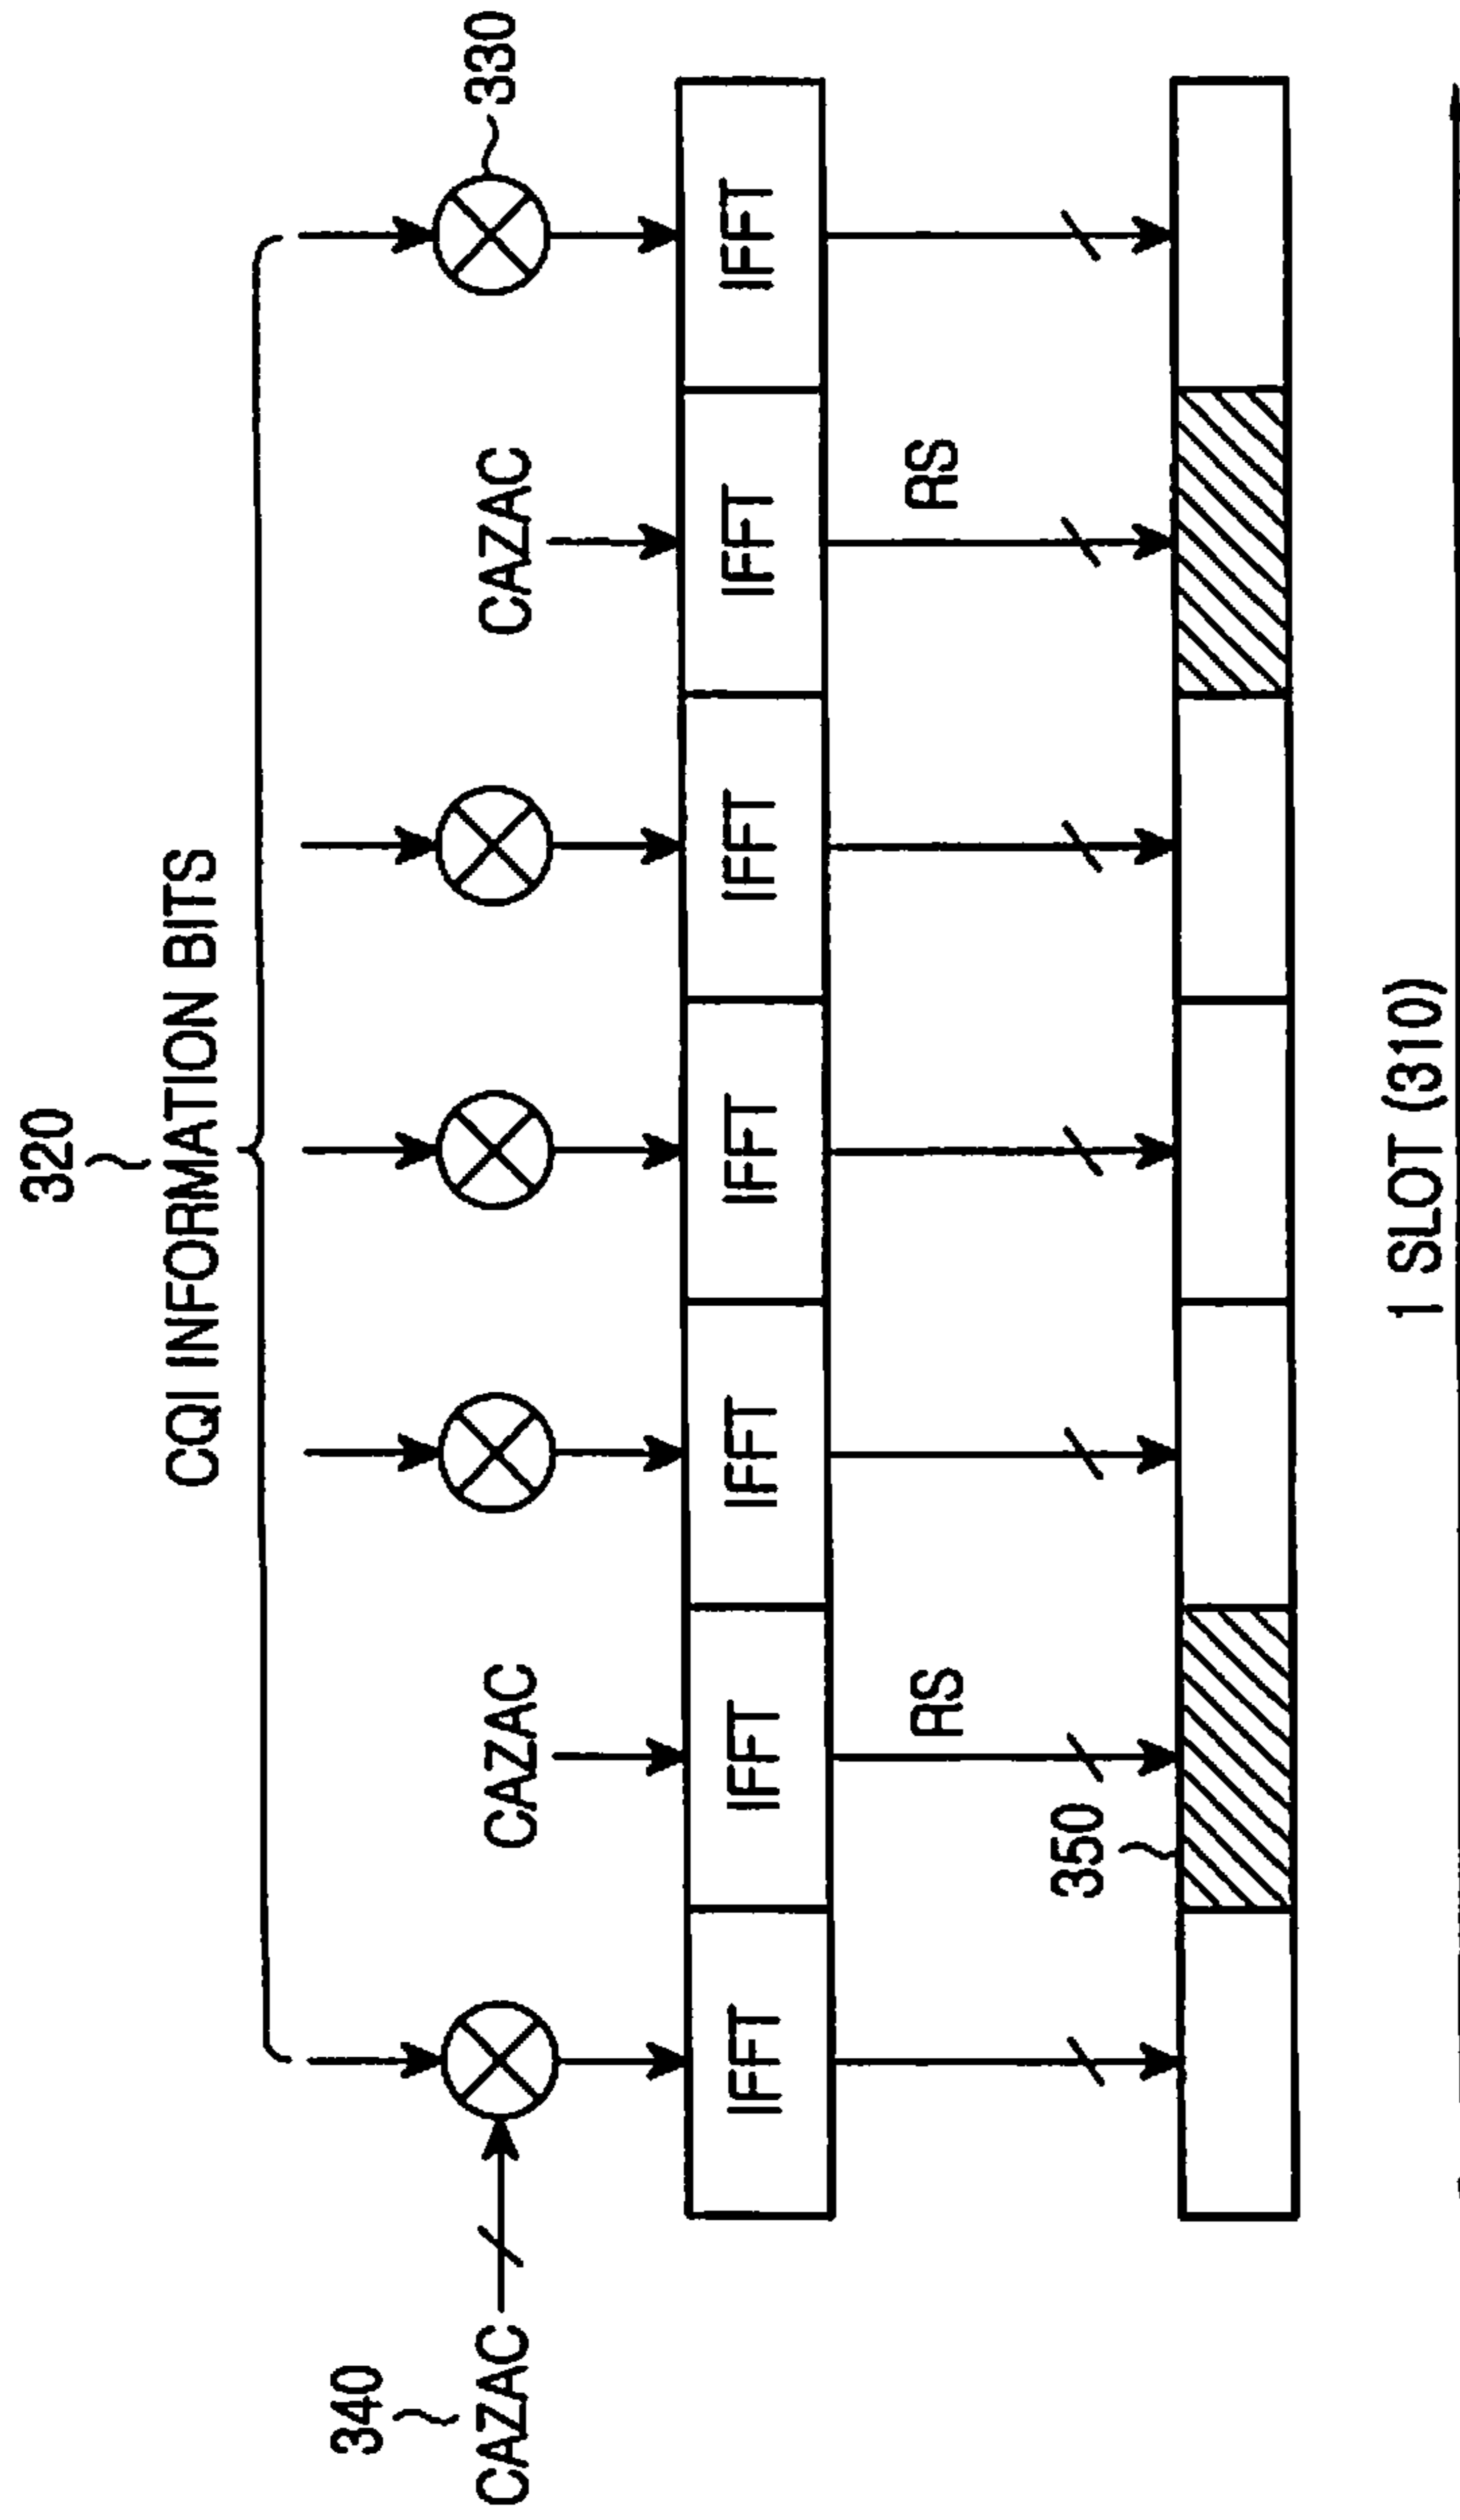 320
CQI INFORMATION BITS
340
CAZAC
CAZAC
CAZAC
330
IFFT
IFFT
IFFT
IFFT
IFFT
IFFT
IFFT
RS
RS
350
1 SLOT (310)